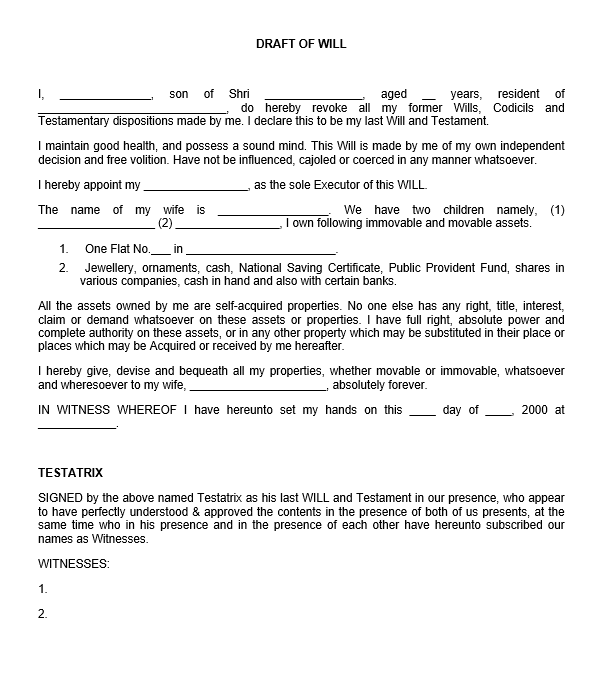 DRAFT OF WILL
I, ______________, son of Shri _______________, aged __ years, resident of
_____________________________, do hereby revoke all my former Wills, Codicils and
Testamentary dispositions made by me. I declare this to be my last Will and Testament.
I maintain good health, and possess a sound mind. This Will is made by me of my own independent
decision and free volition. Have not be influenced, cajoled or coerced in any manner whatsoever.
I hereby appoint my ________________, as the sole Executor of this WILL.
The name of my wife is _________________. We have two children namely, (1)
__________________ (2) ________________, I own following immovable and movable assets.
1. One Flat No.___ in _______________________.
2. Jewellery, ornaments, cash, National Saving Certificate, Public Provident Fund, shares in
various companies, cash in hand and also with certain banks.
All the assets owned by me are self-acquired properties. No one else has any right, title, interest,
claim or demand whatsoever on these assets or properties. I have full right, absolute power and
complete authority on these assets, or in any other property which may be substituted in their place or
places which may be Acquired or received by me hereafter.
I hereby give, devise and bequeath all my properties, whether movable or immovable, whatsoever
and wheresoever to my wife, _____________________, absolutely forever.
IN WITNESS WHEREOF I have hereunto set my hands on this ____ day of ____, 2000 at
____________.
TESTATRIX
SIGNED by the above named Testatrix as his last WILL and Testament in our presence, who appear
to have perfectly understood & approved the contents in the presence of both of us presents, at the
same time who in his presence and in the presence of each other have hereunto subscribed our
names as Witnesses.
WITNESSES:
1.
2.